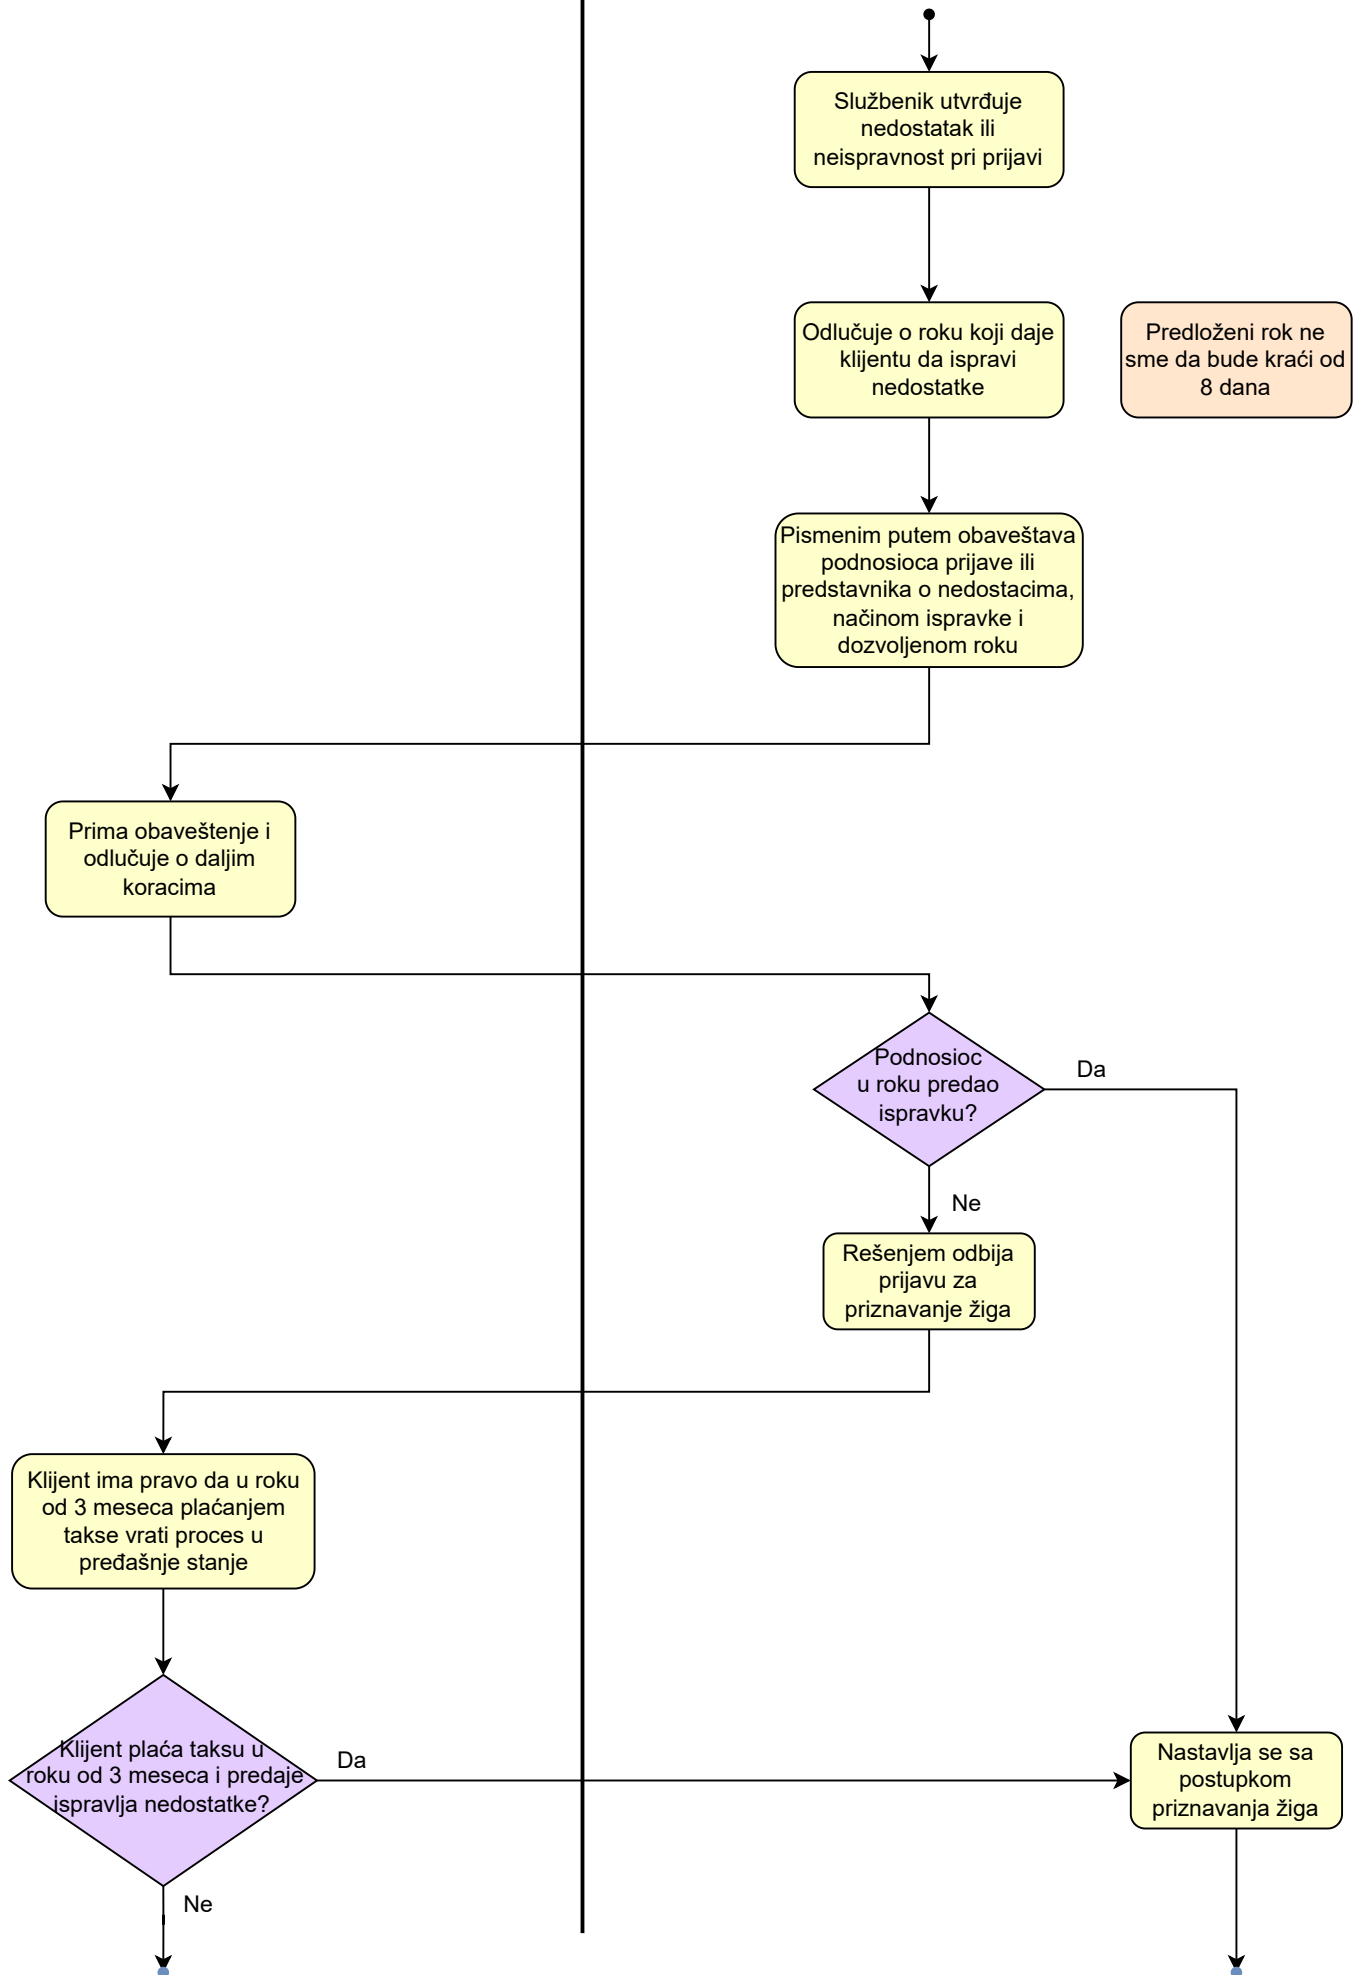 Službenik utvrđuje
nedostatak ili
neispravnost pri prijavi
Odlučuje o roku koji daje
klijentu da ispravi
nedostatke
Predloženi rok ne
sme da bude kraći od
8 dana
Pismenim putem obaveštava
podnosioca prijave ili
predstavnika o nedostacima,
načinom ispravke i
dozvoljenom roku
Prima obaveštenje i
odlučuje o daljim
koracima
Podnosioc
u roku predao
ispravku?
Da
Ne
Rešenjem odbija
prijavu za
priznavanje žiga
Klijent ima pravo da u roku
od 3 meseca plaćanjem
takse vrati proces u
pređašnje stanje
Klijent plaća taksu u
roku od 3 meseca i predaje
ispravlja nedostatke?
Da
Ne
Nastavlja se sa
postupkom
priznavanja žiga